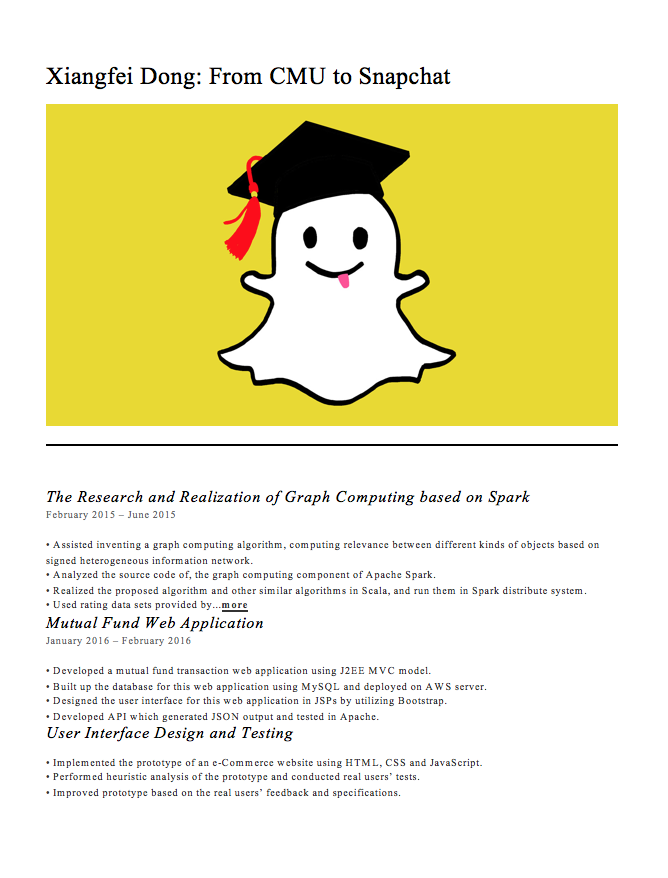 Xiangfei Dong: From CMU to Snapchat
The Research and Realization of Graph Computing based on Spark
February 2015 – June 2015
• Assisted inventing a graph computing algorithm, computing relevance between different kinds of objects based on
signed heterogeneous information network.
• Analyzed the source code of, the graph computing component of Apache Spark.
• Realized the proposed algorithm and other similar algorithms in Scala, and run them in Spark distribute system.
• Used rating data sets provided by...more
Mutual Fund Web Application
January 2016 – February 2016
• Developed a mutual fund transaction web application using J2EE MVC model.
• Built up the database for this web application using MySQL and deployed on AWS server.
• Designed the user interface for this web application in JSPs by utilizing Bootstrap.
• Developed API which generated JSON output and tested in Apache.
User Interface Design and Testing
• Implemented the prototype of an e-Commerce website using HTML, CSS and JavaScript.
• Performed heuristic analysis of the prototype and conducted real users’ tests.
• Improved prototype based on the real users’ feedback and specifications.